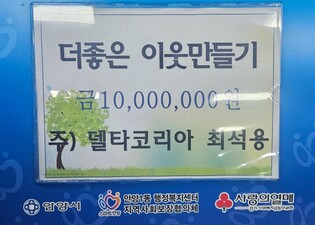 더좋은 이웃만들기
금10,000,000원
주) 델타코리아 최석용
안양시
안양1동 행정복지센터
지역사회보장협의체
사랑의열매